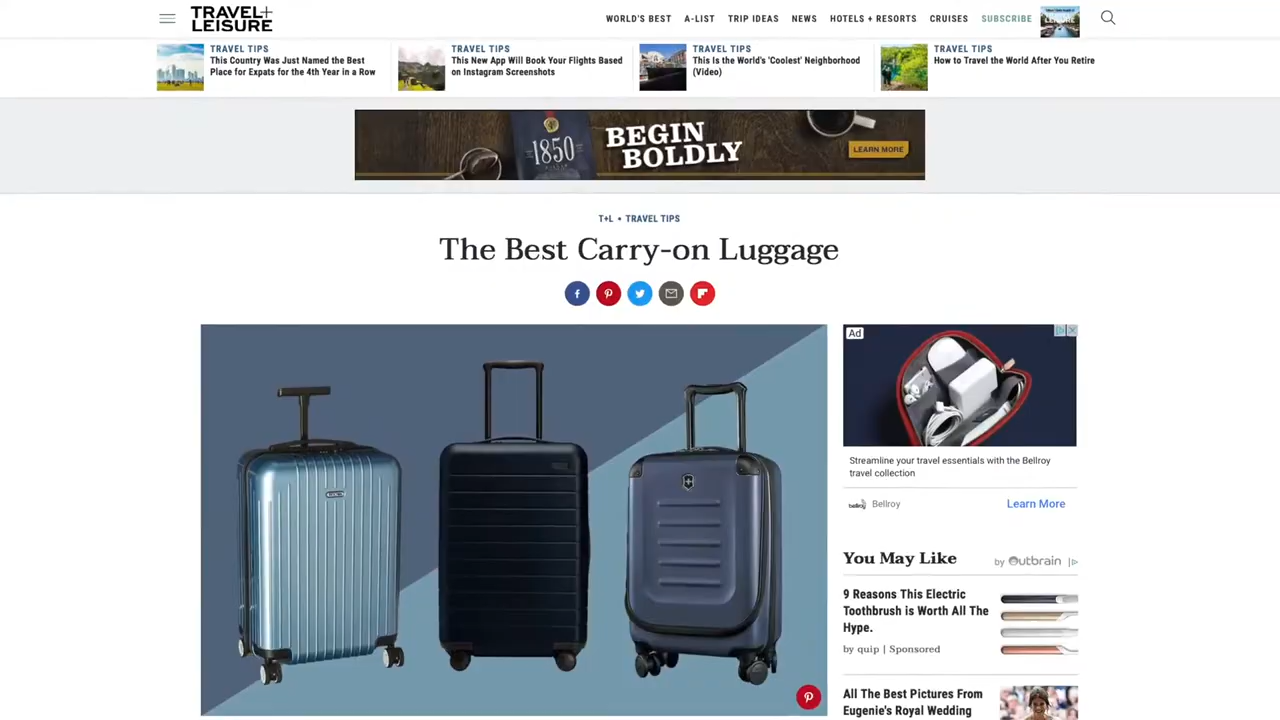 TRAVEL+
LEISURE
WORLD'S BEST
A-LIST
TRIP IDEAS
NEWS
HOTELS + RESORTS
CRUISES
SUBSCRIBE
TRAVEL TIPS
This Country Was Just Named the Best
Place for Expats for the 4th Year in a Row
TRAVEL TIPS
This New App Will Book Your Flights Based
on Instagram Screenshots
TRAVEL TIPS
This Is the World's 'Coolest' Neighborhood
(Video)
TRAVEL TIPS
How to Travel the World After You Retire
1850
BEGIN
BOLDLY
LEARN MORE
T+L • TRAVEL TIPS
The Best Carry-on Luggage
Ad
Streamline your travel essentials with the Bellroy
travel collection
bellroy
Bellroy
Learn More
You May Like
by Outbrain
9 Reasons This Electric
Toothbrush is Worth All The
Hype.
by quip | Sponsored
All The Best Pictures From
Eugenie's Royal Wedding